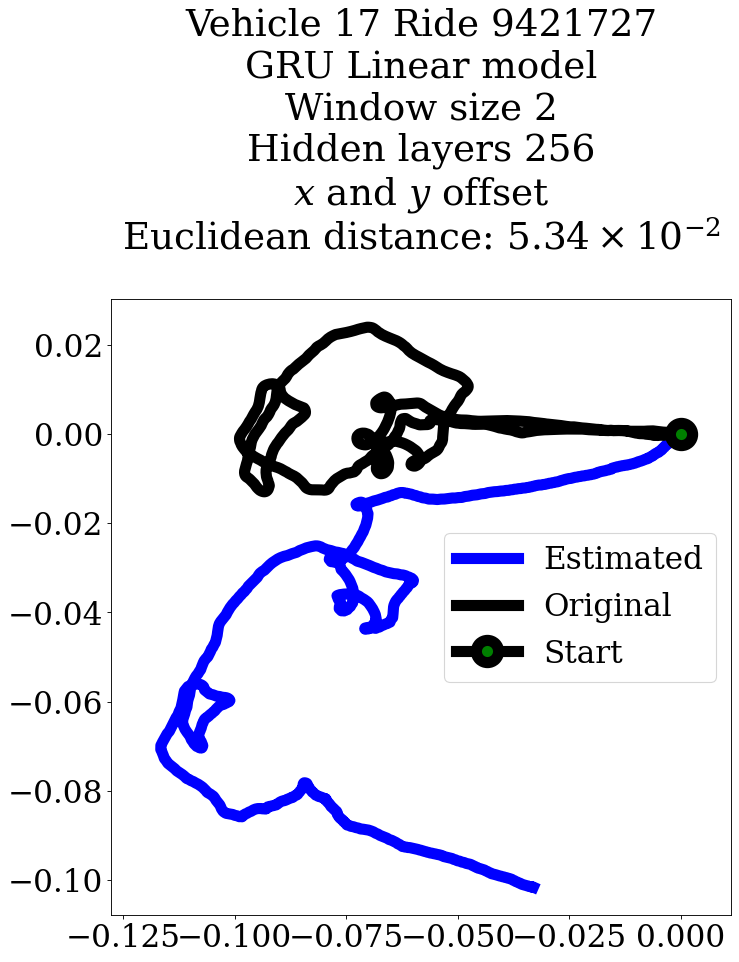 Vehicle 17 Ride 9421727
GRU Linear model
Window size 2
Hidden layers 256
x and y offset
Euclidean distance: 5.34 × 10⁻²
0.02
0.00
−0.02
−0.04
−0.06
−0.08
−0.10
Estimated
Original
Start
−0.125 −0.100 −0.075 −0.050 −0.025 0.000